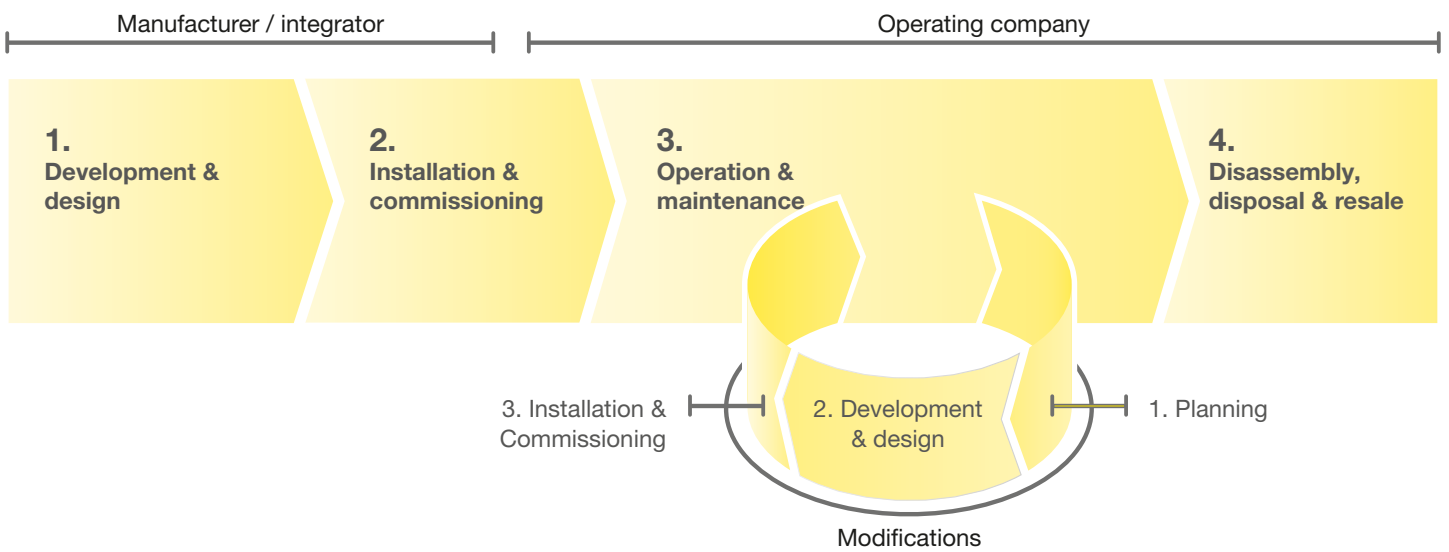 Manufacturer / integrator
Operating company
1.
Development &
design
2.
Installation &
commissioning
3.
Operation &
maintenance
4.
Disassembly,
disposal & resale
3. Installation &
Commissioning
2. Development
& design
1. Planning
Modifications